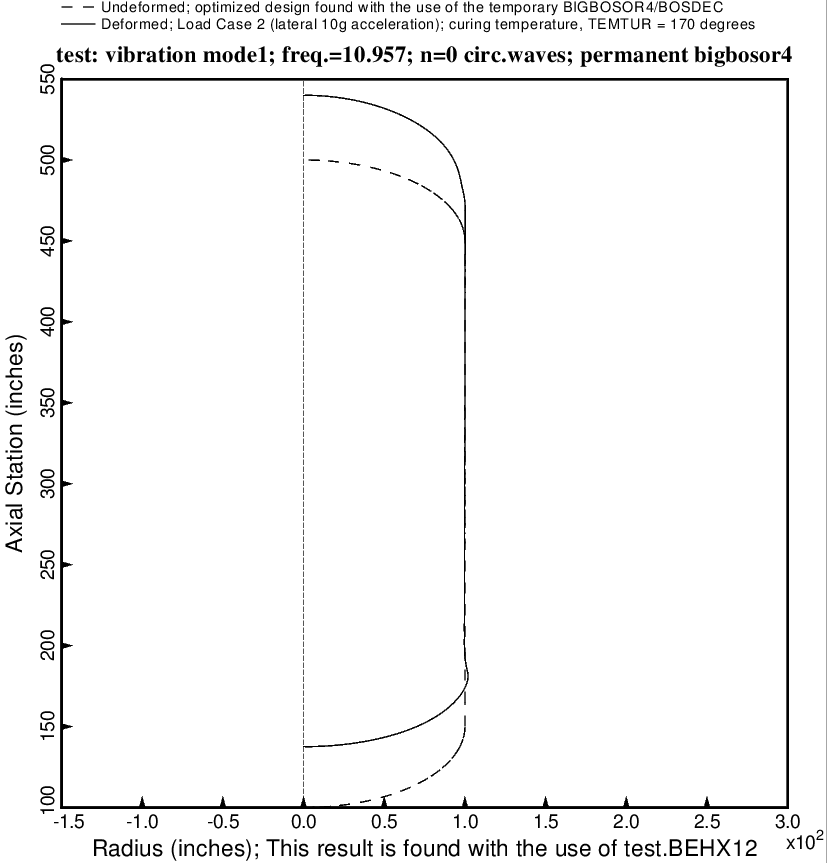 Undeformed; optimized design found with the use of the temporary BIGBOSOR4/BOSDEC
Deformed; Load Case 2 (lateral 10g acceleration); curing temperature, TEMTUR = 170 degrees
test: vibration mode1; freq.=10.957; n=0 circ.waves; permanent bigbosor4
550
500
450
400
350
300
250
200
150
100
Axial Station (inches)
-1.5 -1.0 -0.5 0.0 0.5 1.0 1.5 2.0 2.5 3.0
x10²
Radius (inches); This result is found with the use of test.BEHX12